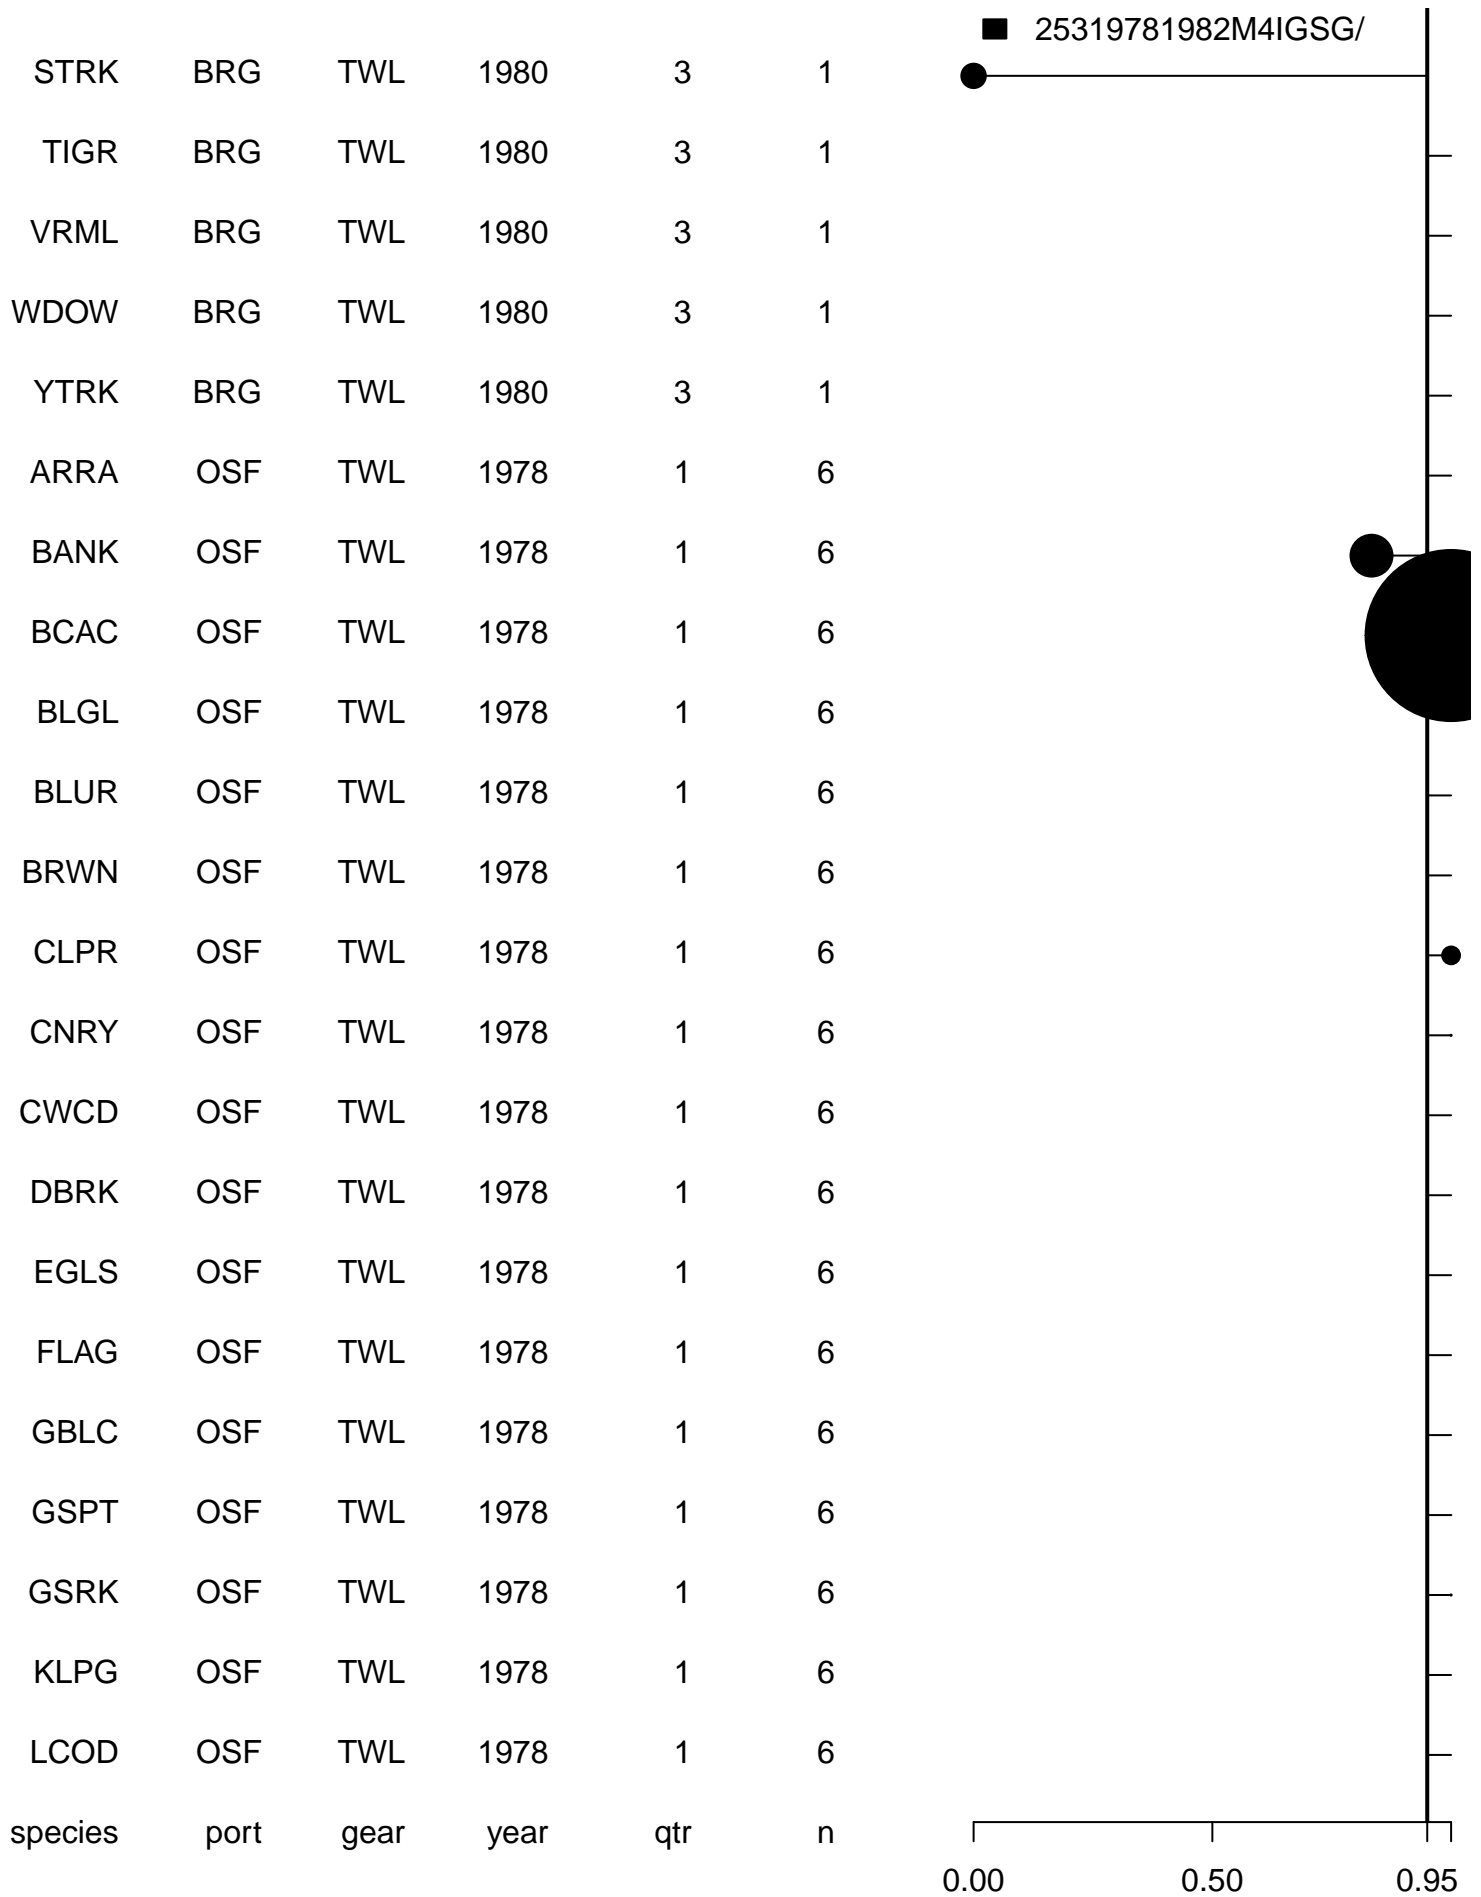 25319781982M4IGSG/
STRK BRG TWL 1980 3 1
TIGR BRG TWL 1980 3 1
VRML BRG TWL 1980 3 1
WDOW BRG TWL 1980 3 1
YTRK BRG TWL 1980 3 1
ARRA OSF TWL 1978 1 6
BANK OSF TWL 1978 1 6
BCAC OSF TWL 1978 1 6
BLGL OSF TWL 1978 1 6
BLUR OSF TWL 1978 1 6
BRWN OSF TWL 1978 1 6
CLPR OSF TWL 1978 1 6
CNRY OSF TWL 1978 1 6
CWCD OSF TWL 1978 1 6
DBRK OSF TWL 1978 1 6
EGLS OSF TWL 1978 1 6
FLAG OSF TWL 1978 1 6
GBLC OSF TWL 1978 1 6
GSPT OSF TWL 1978 1 6
GSRK OSF TWL 1978 1 6
KLPG OSF TWL 1978 1 6
LCOD OSF TWL 1978 1 6
species port gear year qtr n
0.00 0.50 0.95